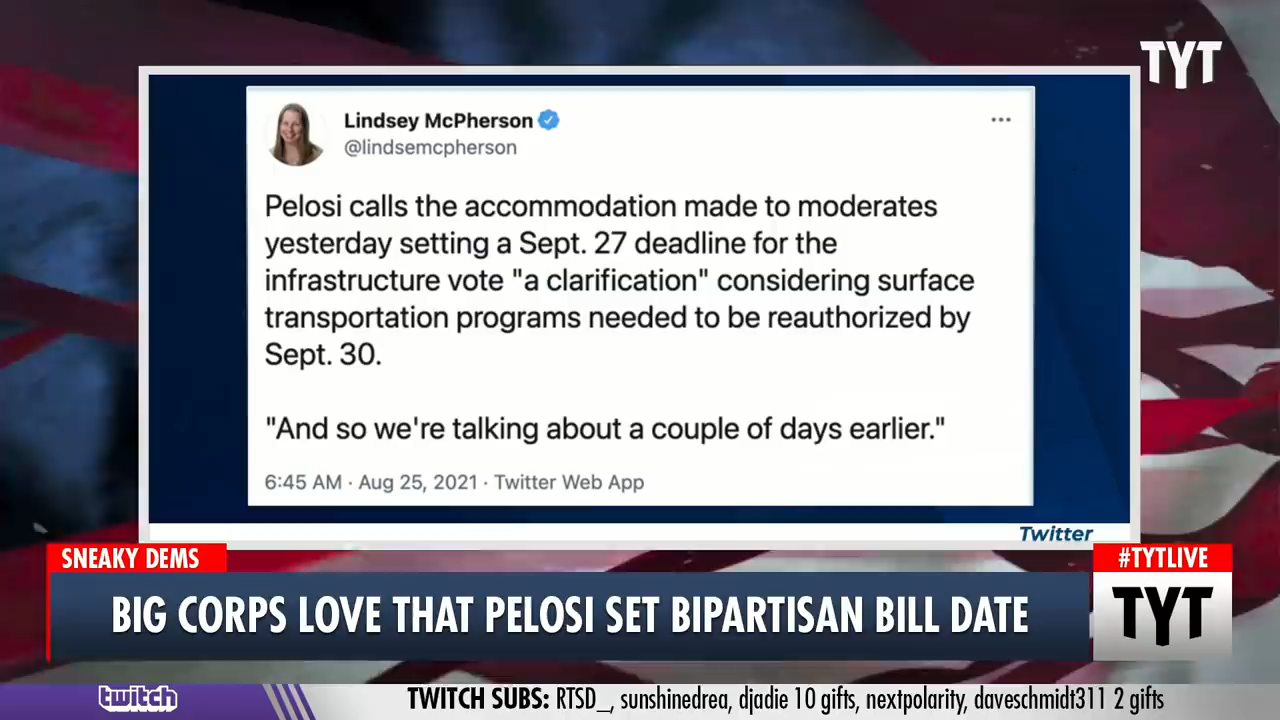 TYT
Lindsey McPherson
@lindsemcpherson
Pelosi calls the accommodation made to moderates
yesterday setting a Sept. 27 deadline for the
infrastructure vote "a clarification" considering surface
transportation programs needed to be reauthorized by
Sept. 30.
"And so we're talking about a couple of days earlier."
6:45 AM · Aug 25, 2021 · Twitter Web App
Twitter
SNEAKY DEMS
#TYTLIVE
BIG CORPS LOVE THAT PELOSI SET BIPARTISAN BILL DATE
TYT
twitch
TWITCH SUBS: RTSD_, sunshinedrea, djadie 10 gifts, nextpolarity, daveschmidt311 2 gifts